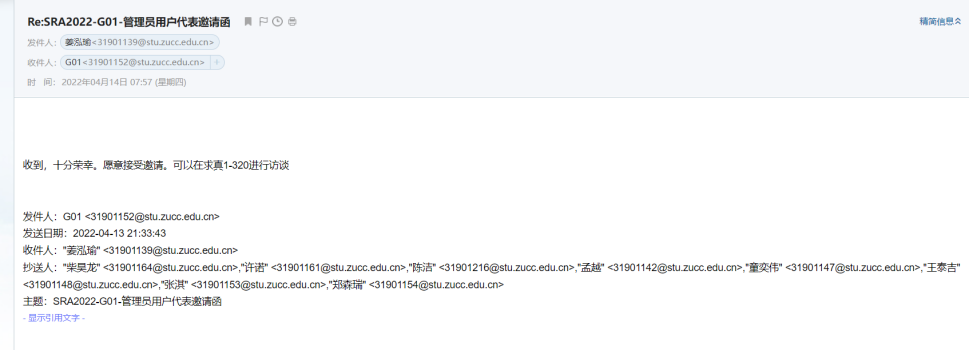 Re:SRA2022-G01-管理员用户代表邀请函
精简信息
发件人： 姜泓瑜<31901139@stu.zucc.edu.cn>
收件人： G01<31901152@stu.zucc.edu.cn> +
时 间： 2022年04月14日 07:57 (星期四)
收到，十分荣幸。愿意接受邀请。可以在求真1-320进行访谈
发件人：G01 <31901152@stu.zucc.edu.cn>
发送日期：2022-04-13 21:33:43
收件人："姜泓瑜" <31901139@stu.zucc.edu.cn>
抄送人："柴昊龙" <31901164@stu.zucc.edu.cn>,"许诺" <31901161@stu.zucc.edu.cn>,"陈洁" <31901216@stu.zucc.edu.cn>,"孟越" <31901142@stu.zucc.edu.cn>,"童奕伟" <31901147@stu.zucc.edu.cn>,"王泰吉"
<31901148@stu.zucc.edu.cn>,"张淇" <31901153@stu.zucc.edu.cn>,"郑森瑞" <31901154@stu.zucc.edu.cn>
主题：SRA2022-G01-管理员用户代表邀请函
- 显示引用文字 -